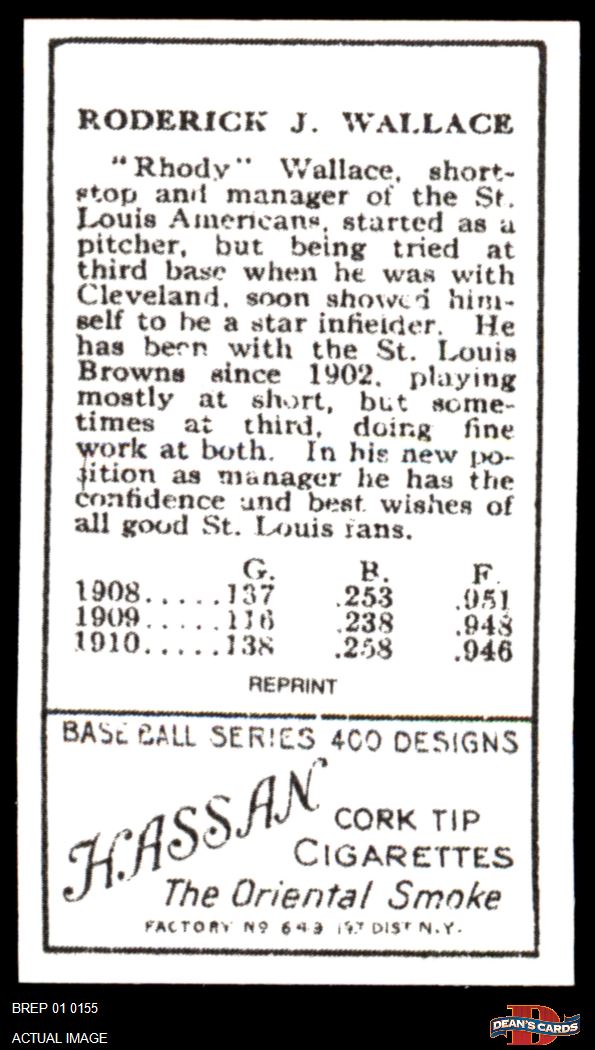 RODERICK J. WALLACE
"Rhody" Wallace, short-
stop and manager of the St.
Louis Americans, started as a
pitcher, but being tried at
third base when he was with
Cleveland, soon showed him-
self to be a star infielder. He
has been with the St. Louis
Browns since 1902, playing
mostly at short, but some-
times at third, doing fine
work at both. In his new po-
sition as manager he has the
confidence and best wishes of
all good St. Louis fans.
G. B. F.
1908.....137 .253 .951
1909.....116 .238 .948
1910.....138 .258 .946
REPRINT
BASE BALL SERIES 400 DESIGNS
HASSAN
CORK TIP
CIGARETTES
The Oriental Smoke
FACTORY No 649 1ST DIST N.Y.
BREP 01 0155
ACTUAL IMAGE
D
DEAN'S CARDS